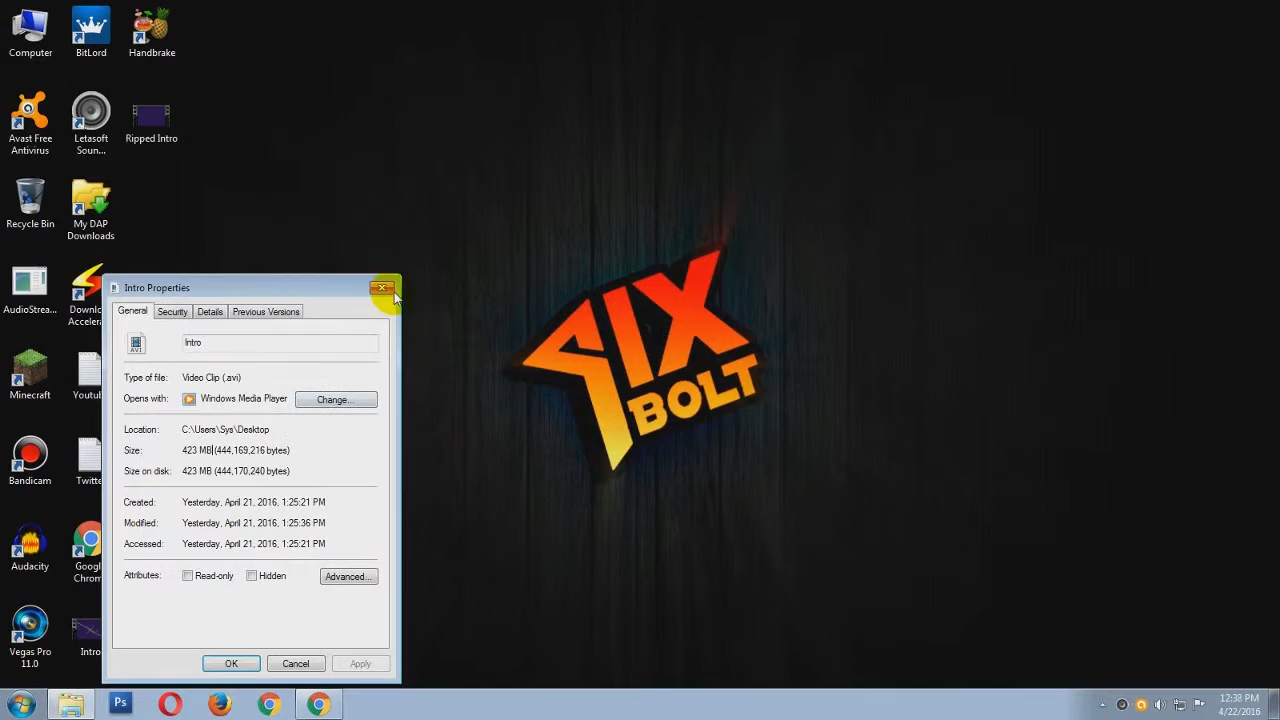 Computer
BitLord
Handbrake
Avast Free
Antivirus
Letasoft
Soun...
Ripped Intro
Recycle Bin
My DAP
Downloads
AudioStrea...
Downlo
Acceler
Minecraft
Youtub
Bandicam
Twitte
Audacity
Googl
Chrom
Vegas Pro
11.0
Intro
Intro Properties
General
Security
Details
Previous Versions
AVI
Intro
Type of file: Video Clip (.avi)
Opens with: Windows Media Player
Change...
Location: C:\Users\Sys\Desktop
Size: 423 MB (444,169,216 bytes)
Size on disk: 423 MB (444,170,240 bytes)
Created: Yesterday, April 21, 2016, 1:25:21 PM
Modified: Yesterday, April 21, 2016, 1:25:36 PM
Accessed: Yesterday, April 21, 2016, 1:25:21 PM
Attributes: Read-only Hidden Advanced...
OK Cancel Apply
SIX
BOLT
Ps
12:38 PM
4/22/2016